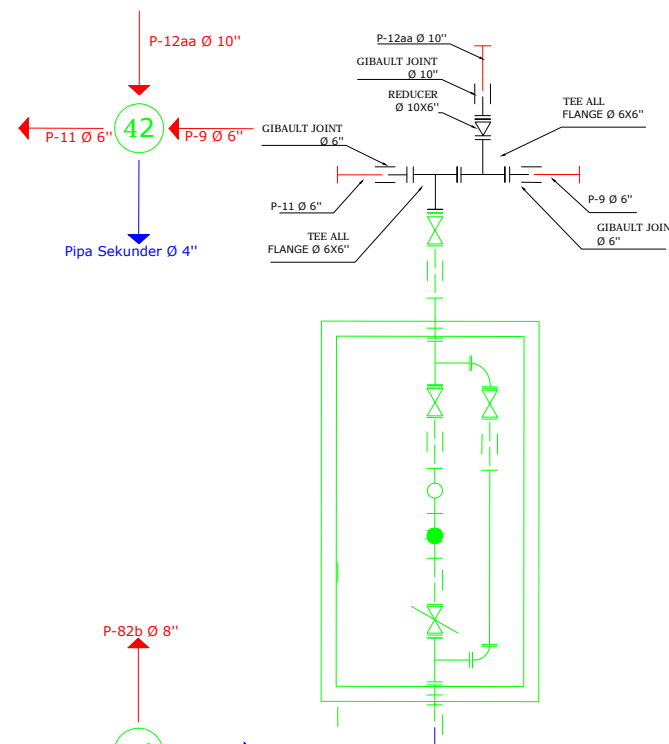 P-12aa Ø 10"
42
P-11 Ø 6"
P-9 Ø 6"
Pipa Sekunder Ø 4"
P-12aa Ø 10"
GIBAULT JOINT
Ø 10"
REDUCER
Ø 10X6"
TEE ALL
FLANGE Ø 6X6"
GIBAULT JOINT
Ø 6"
P-11 Ø 6"
P-9 Ø 6"
TEE ALL
FLANGE Ø 6X6"
GIBAULT JOIN
Ø 6"
P-82b Ø 8"